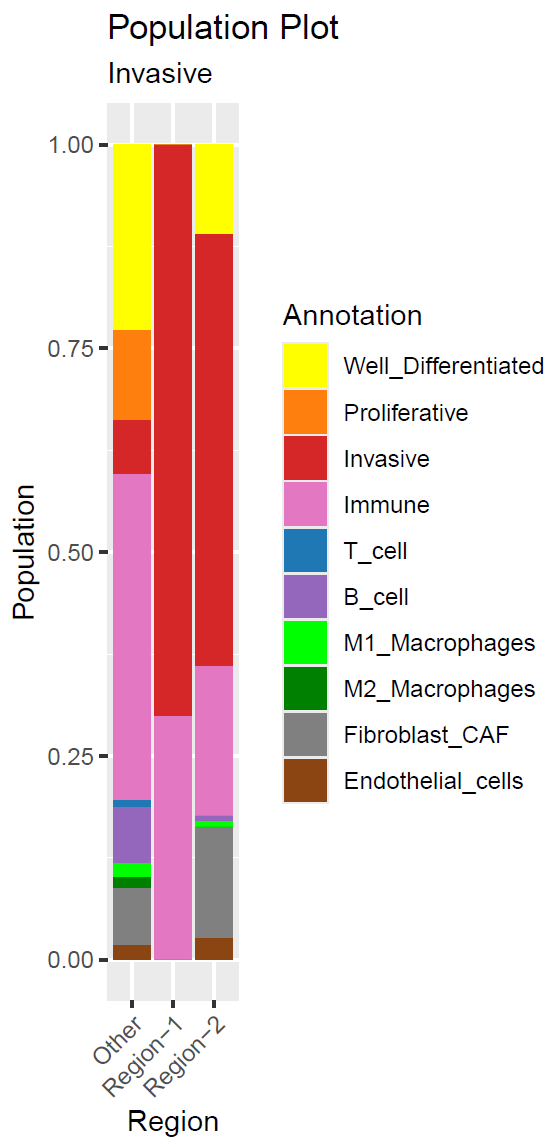 Population Plot
Invasive
1.00
0.75
0.50
0.25
0.00
Population
Other
Region−1
Region−2
Region
Annotation
Well_Differentiated
Proliferative
Invasive
Immune
T_cell
B_cell
M1_Macrophages
M2_Macrophages
Fibroblast_CAF
Endothelial_cells